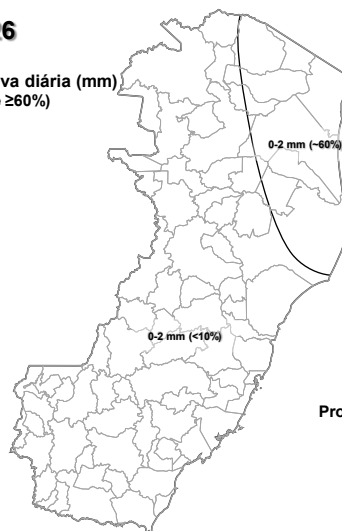 26
va diária (mm)
≥60%)
0-2 mm (~60%)
0-2 mm (<10%)
Pro